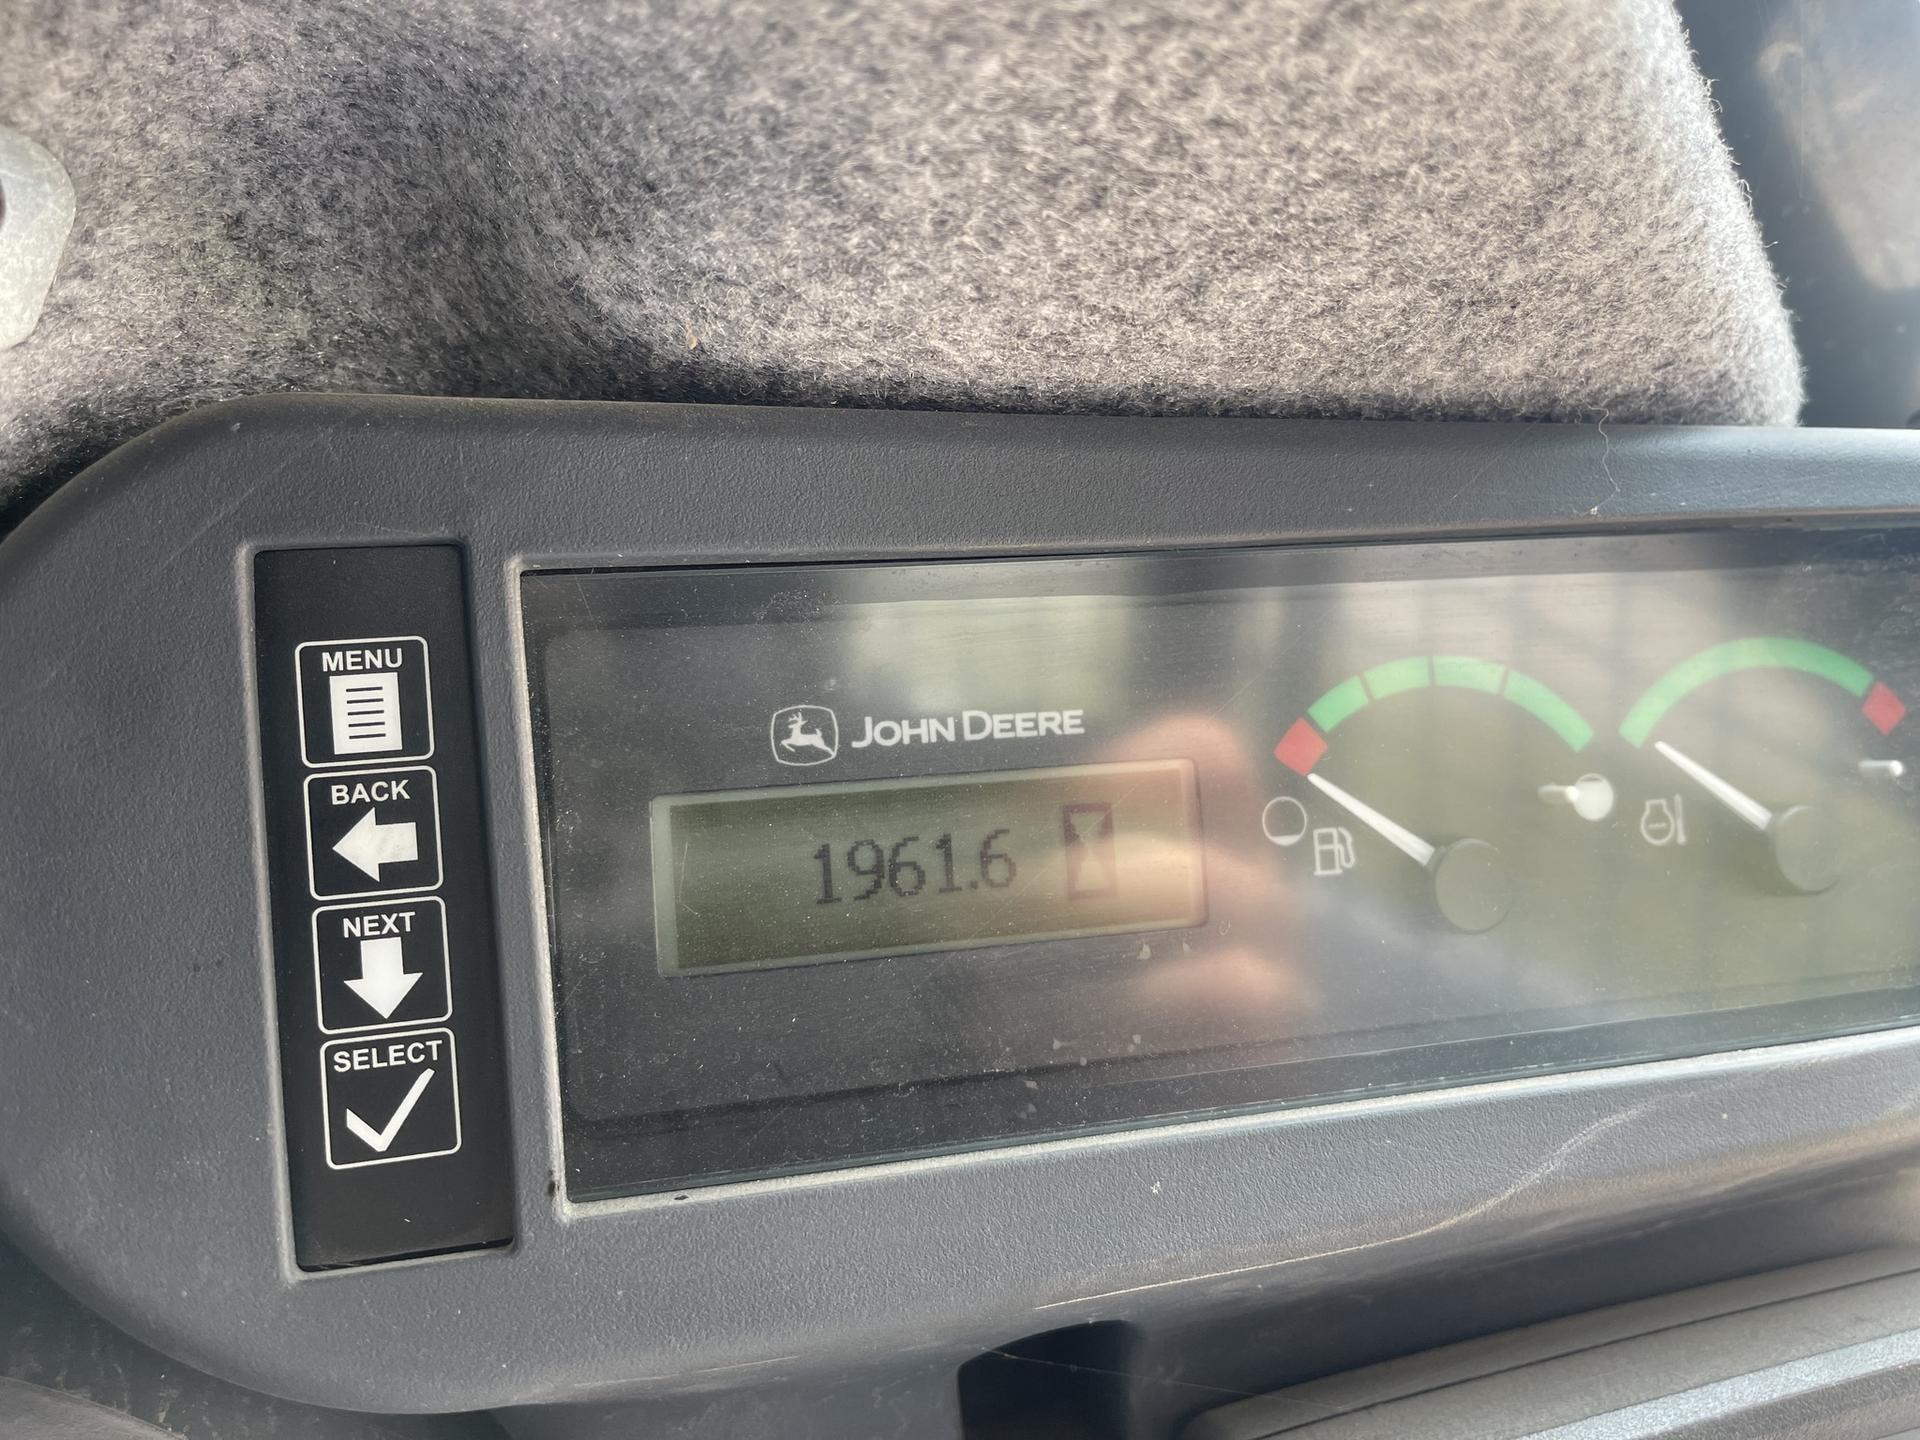 MENU
BACK
NEXT
SELECT
JOHN DEERE
1961.6